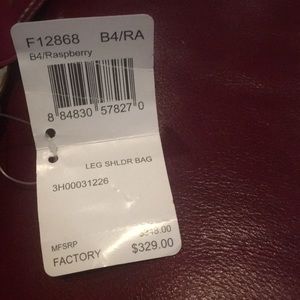 F12868 B4/RA
B4/Raspberry
8 84830 57827 0
LEG SHLDR BAG
3H00031226
MFSRP
FACTORY $329.00